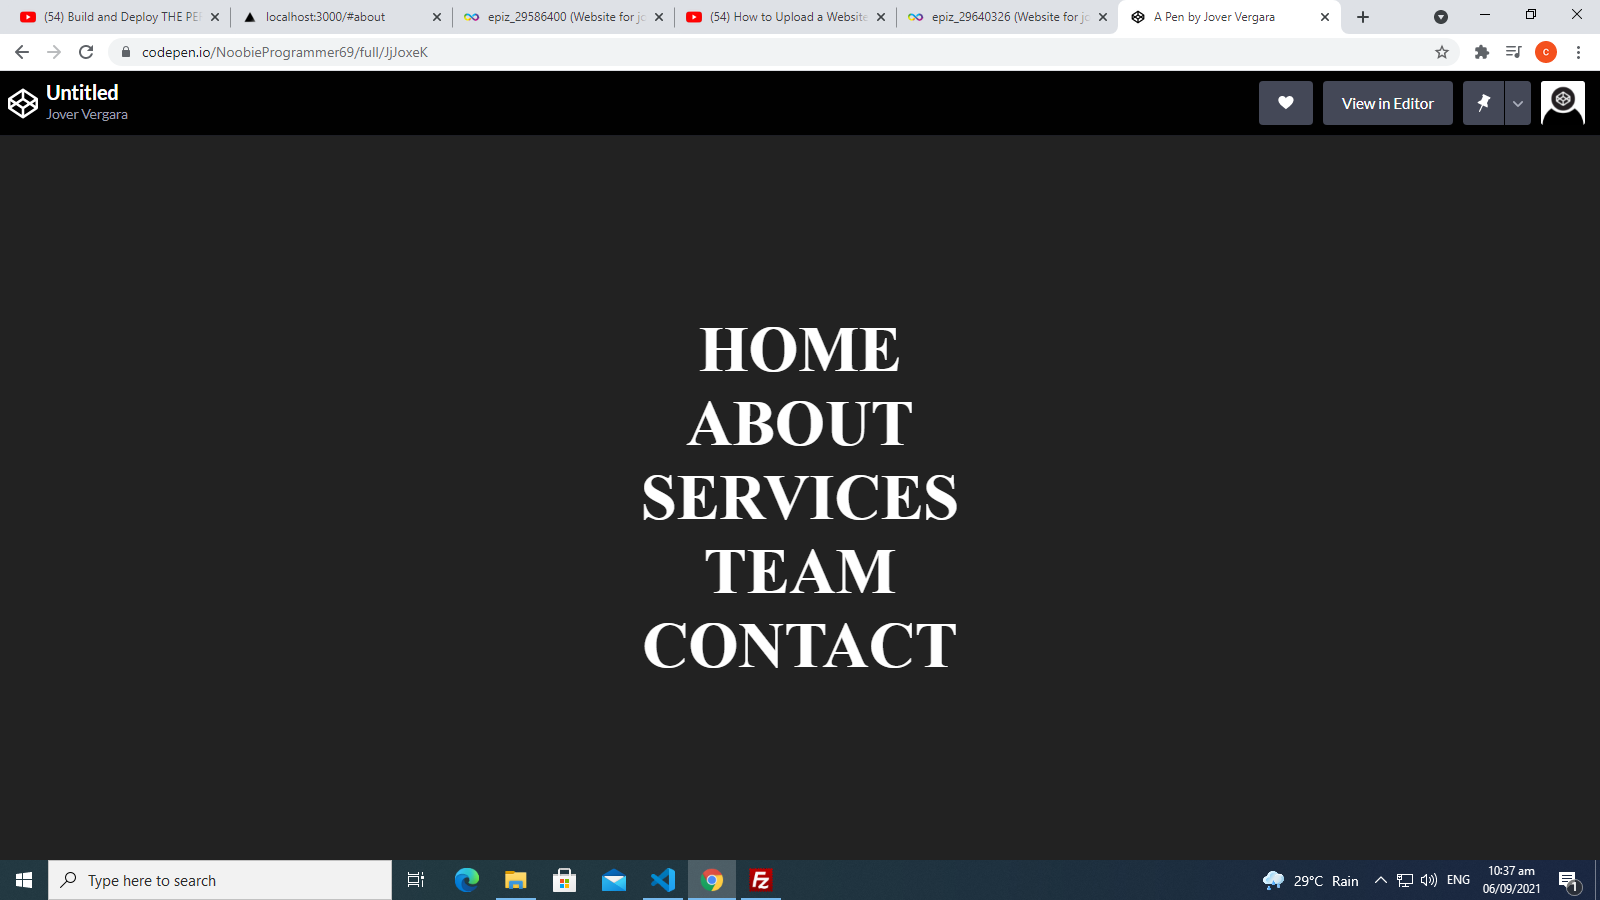 (54) Build and Deploy THE PE
localhost:3000/#about
epiz_29586400 (Website for jo
(54) How to Upload a Website
epiz_29640326 (Website for jo
A Pen by Jover Vergara
codepen.io/NoobieProgrammer69/full/JjJoxeK
c
Untitled
Jover Vergara
View in Editor
HOME
ABOUT
SERVICES
TEAM
CONTACT
Type here to search
Fz
29°C Rain
ENG
10:37 am
06/09/2021
1